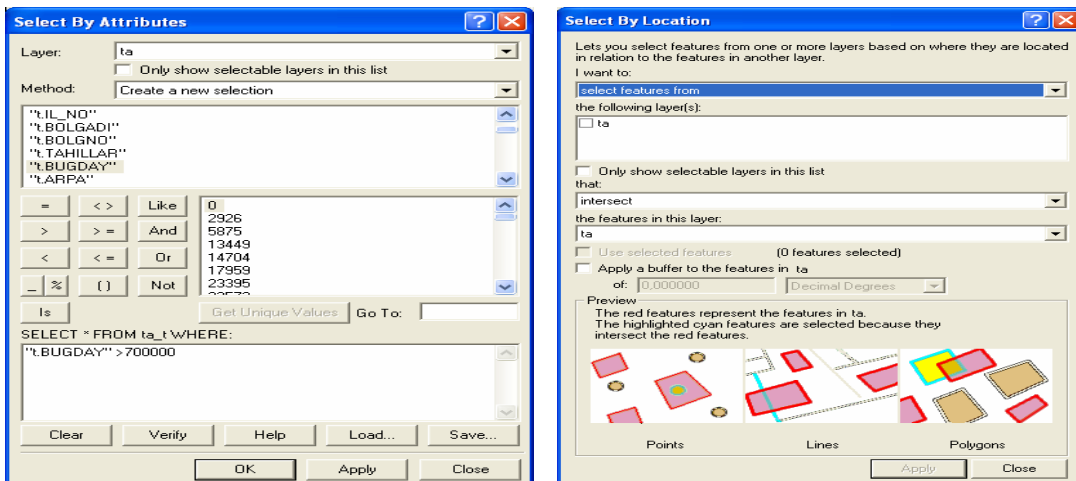 Select By Attributes
Layer: ta
Only show selectable layers in this list
Method: Create a new selection
"t.IL_NO"
"t.BOLGADI"
"t.BOLGNO"
"t.TAHILLAR"
"t.BUGDAY"
"t.ARPA"
= < > Like
> > = And
< < = Or
_ % ( ) Not
Is
0
2926
5875
13449
14704
17959
23395
Get Unique Values Go To:
SELECT * FROM ta_t WHERE:
"t.BUGDAY" >700000
Clear Verify Help Load... Save...
OK Apply Close
Select By Location
Lets you select features from one or more layers based on where they are located
in relation to the features in another layer.
I want to:
select features from
the following layer(s):
ta
Only show selectable layers in this list
that:
intersect
the features in this layer:
ta
Use selected features (0 features selected)
Apply a buffer to the features in ta
of: 0,000000 Decimal Degrees
Preview
The red features represent the features in ta.
The highlighted cyan features are selected because they
intersect the red features.
Points Lines Polygons
Apply Close